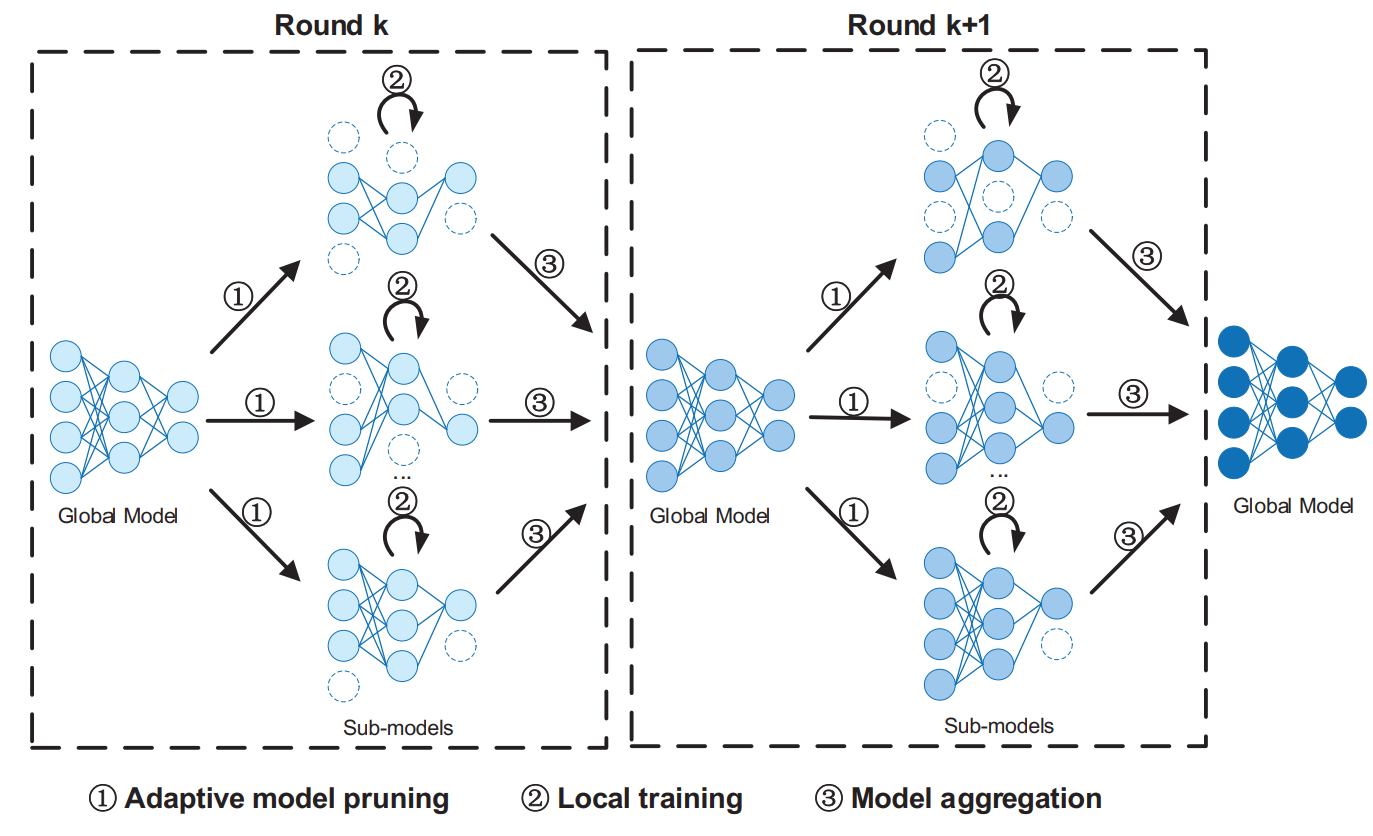 Round k
Round k+1
②
②
①
③
①
③
②
②
①
③
①
③
Global Model
...
Global Model
...
Global Model
②
②
①
③
①
③
Sub-models
Sub-models
① Adaptive model pruning
② Local training
③ Model aggregation